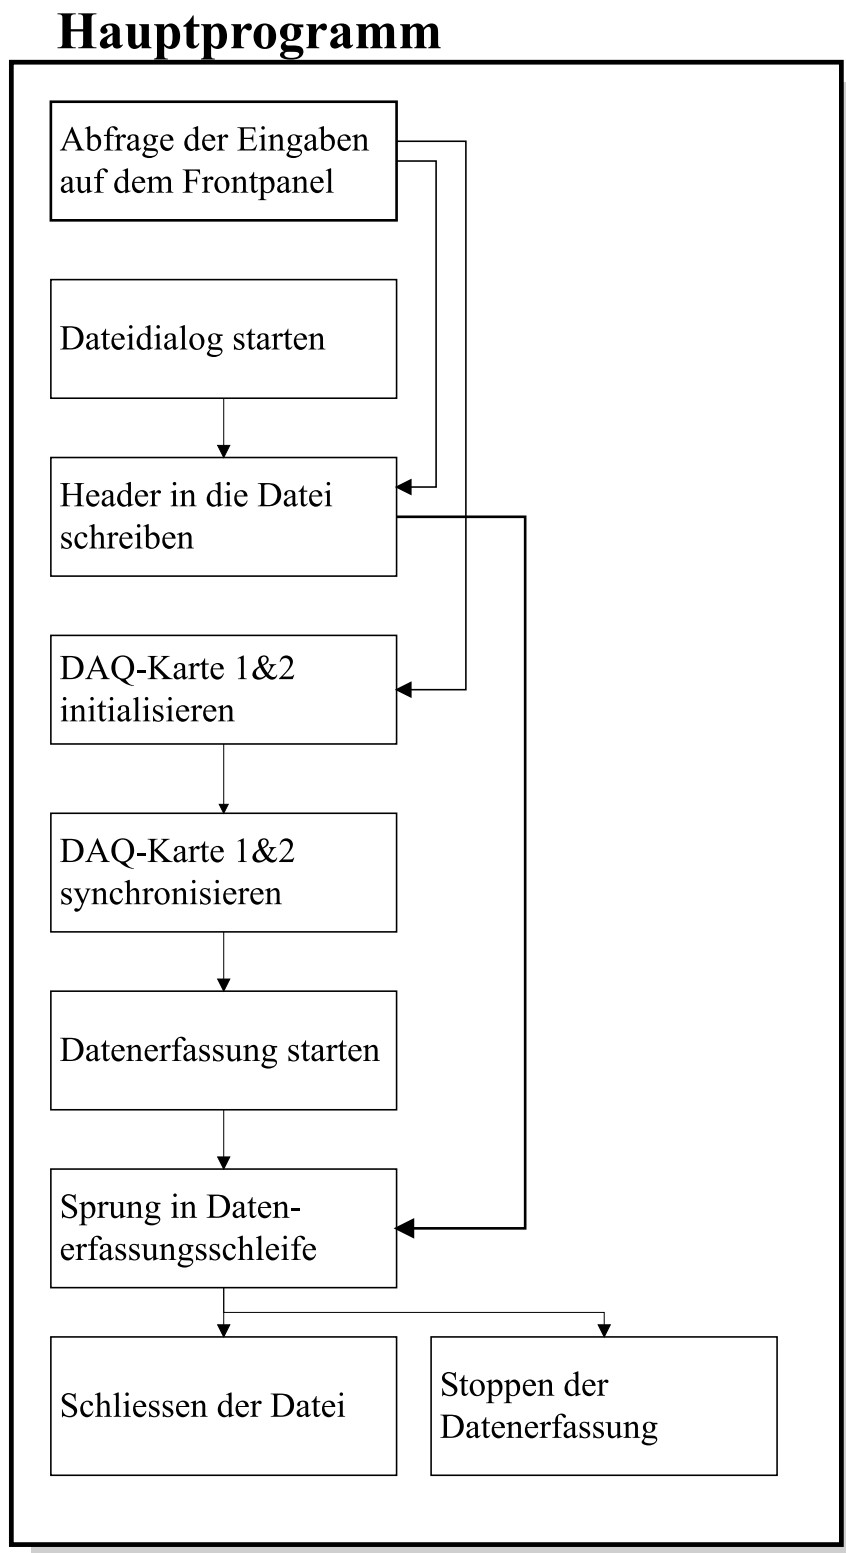 Hauptprogramm
Abfrage der Eingaben
auf dem Frontpanel
Dateidialog starten
Header in die Datei
schreiben
DAQ-Karte 1&2
initialisieren
DAQ-Karte 1&2
synchronisieren
Datenerfassung starten
Sprung in Daten-
erfassungsschleife
Schliessen der Datei
Stoppen der
Datenerfassung